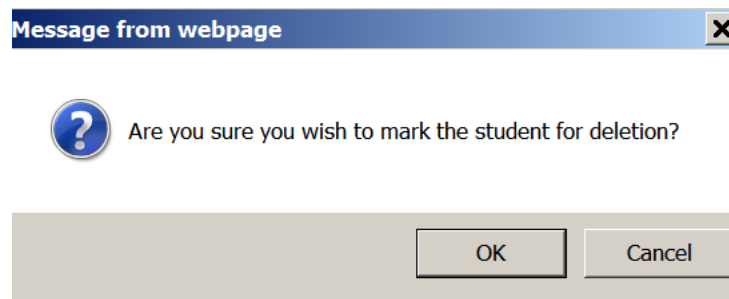 Message from webpage
Are you sure you wish to mark the student for deletion?
OK
Cancel